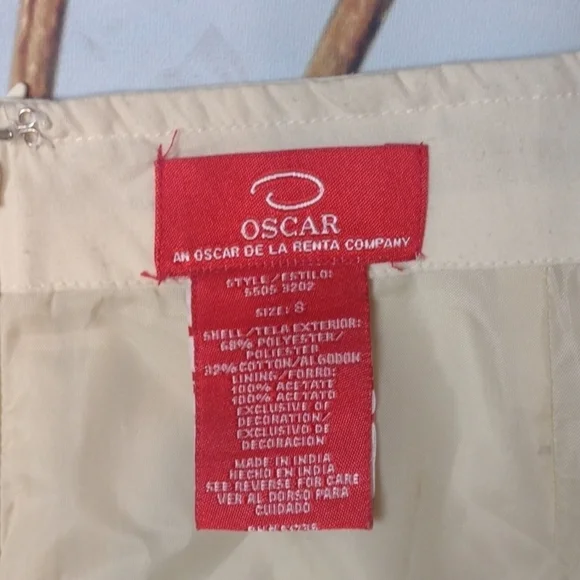 OSCAR
AN OSCAR DE LA RENTA COMPANY
STYLE/ESTILO:
5505 3202
SIZE: 8
SHELL/TELA EXTERIOR:
68% POLYESTER/
POLIESTER
32% COTTON/ALGODON
LINING/FORRO:
100% ACETATE
100% ACETATO
EXCLUSIVE OF
DECORATION/
EXCLUSIVO DE
DECORACION
MADE IN INDIA
HECHO EN INDIA
SEE REVERSE FOR CARE
VER AL DORSO PARA
CUIDADO